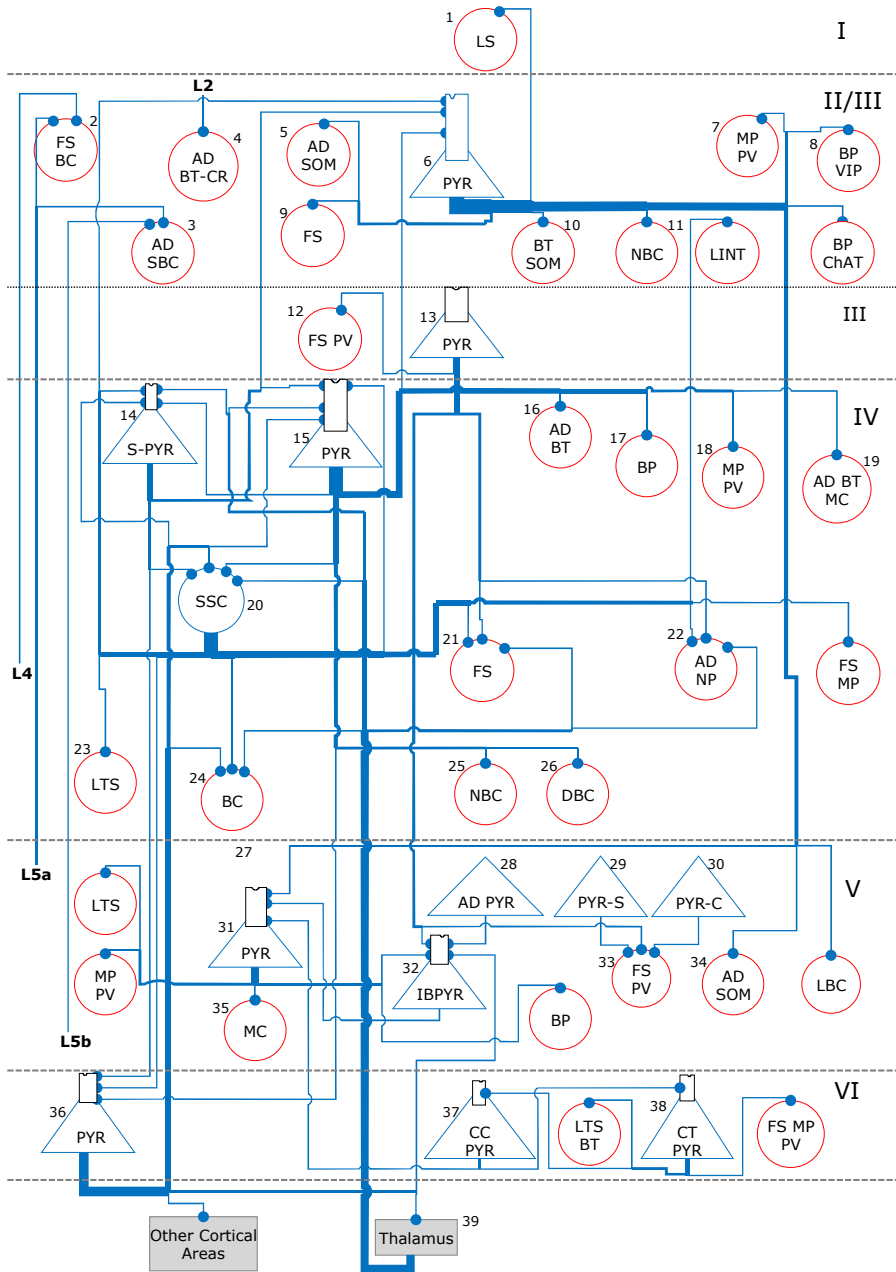 1
LS
I
L2
II/III
2
FS
BC
4
AD
BT-CR
5
AD
SOM
6
PYR
7
MP
PV
8
BP
VIP
3
AD
SBC
9
FS
10
BT
SOM
11
NBC
LINT
BP
ChAT
12
FS PV
13
PYR
III
14
S-PYR
15
PYR
16
AD
BT
17
BP
18
MP
PV
19
AD BT
MC
IV
SSC
20
21
FS
22
AD
NP
FS
MP
L4
23
LTS
24
BC
25
NBC
26
DBC
27
L5a
LTS
MP
PV
31
PYR
28
AD PYR
29
PYR-S
30
PYR-C
V
32
IBPYR
33
FS
PV
34
AD
SOM
LBC
35
MC
BP
L5b
36
PYR
37
CC
PYR
LTS
BT
38
CT
PYR
FS MP
PV
VI
Other Cortical
Areas
Thalamus
39